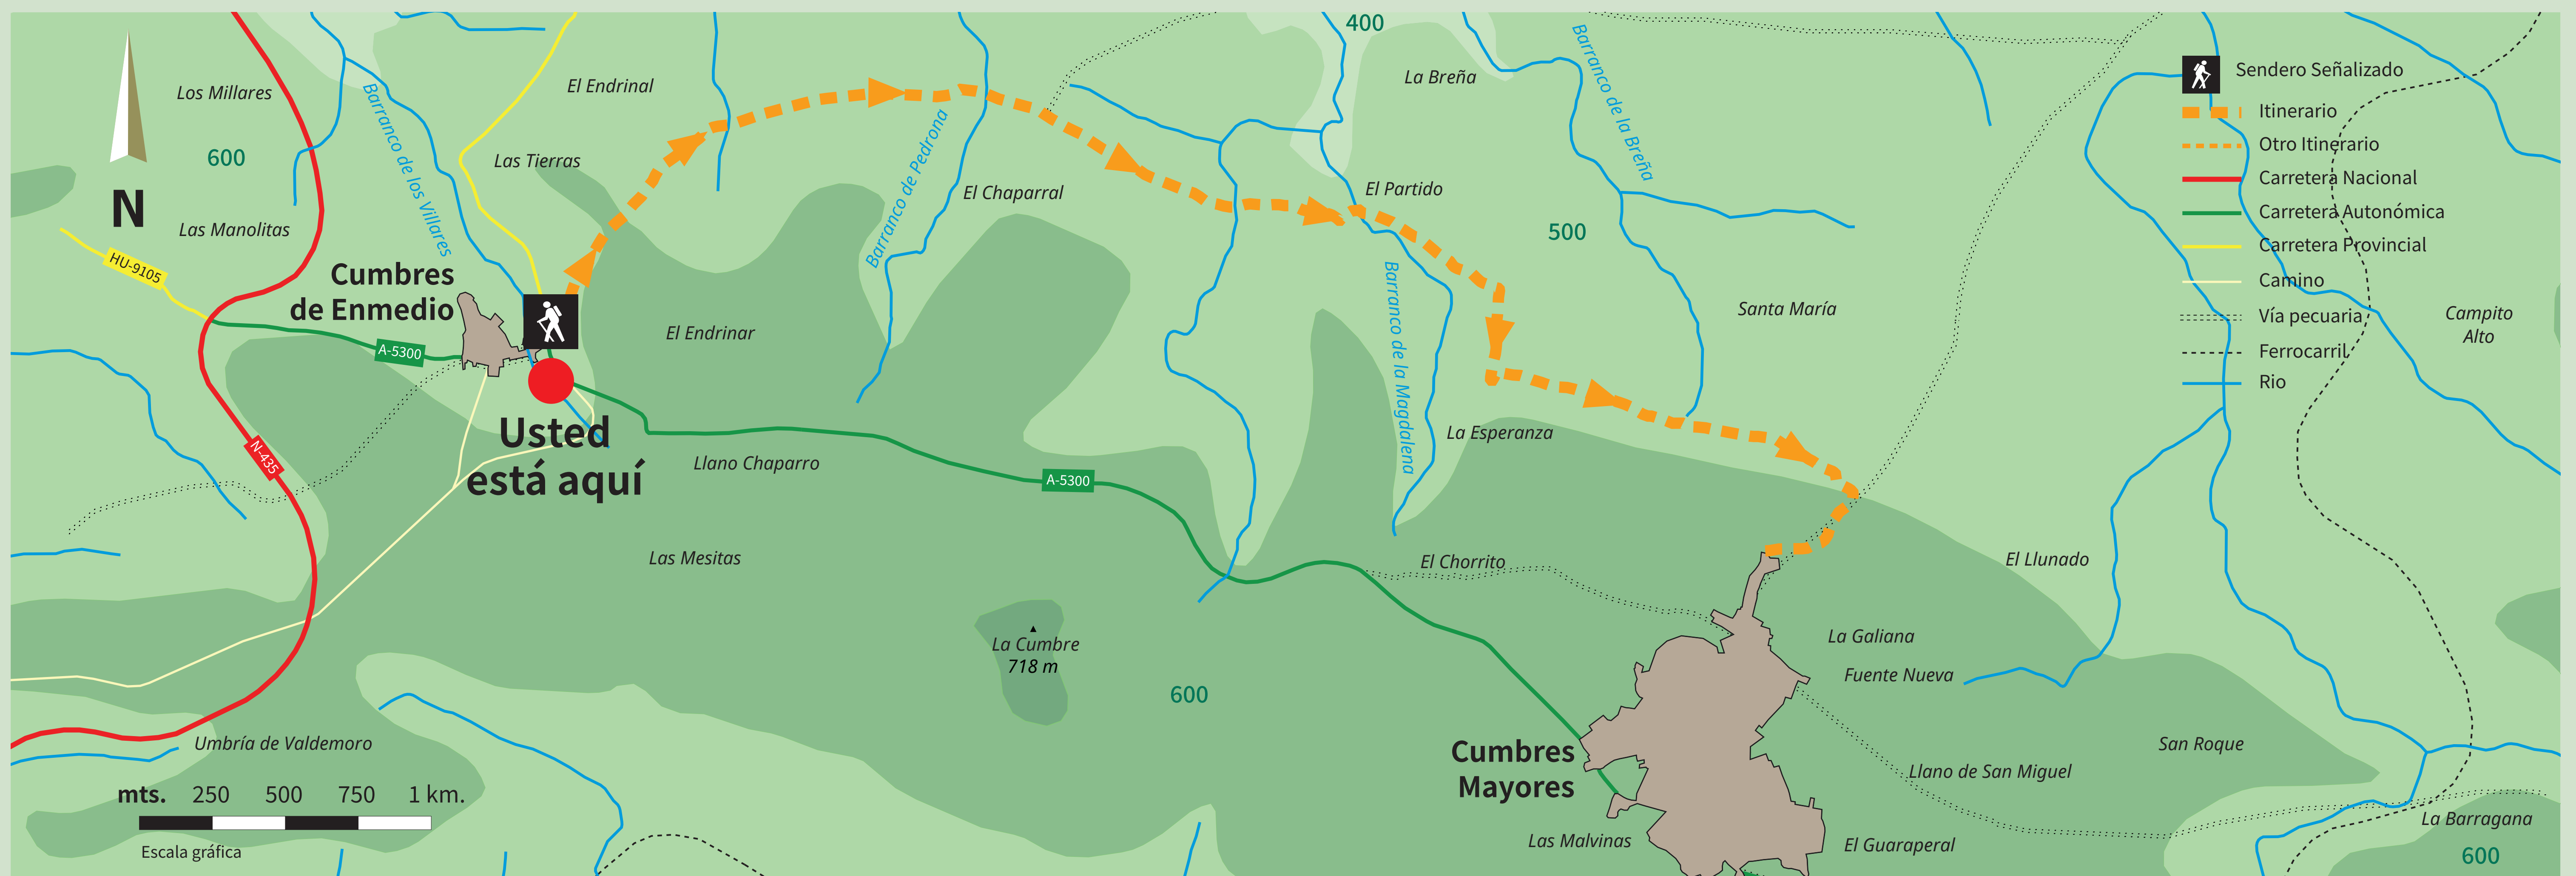 400
Los Millares
El Endrinal
La Breña
Barranco de la Breña
Sendero Señalizado
Itinerario
Otro Itinerario
Carretera Nacional
Carretera Autonómica
Carretera Provincial
Camino
Vía pecuaria
Ferrocarril
Rio
600
N
Barranco de los Villares
Las Tierras
Barranco de Pedrona
El Chaparral
El Partido
500
Las Manolitas
HU-9105
Cumbres
de Enmedio
A-5300
El Endrinar
Barranco de la Magdalena
Santa María
Campito
Alto
N-435
Usted
está aquí
Llano Chaparro
A-5300
La Esperanza
Las Mesitas
El Chorrito
El Llunado
La Cumbre
718 m
600
La Galiana
Fuente Nueva
Umbría de Valdemoro
Cumbres
Mayores
San Roque
Llano de San Miguel
mts. 250 500 750 1 km.
Escala gráfica
Las Malvinas
El Guaraperal
La Barragana
600